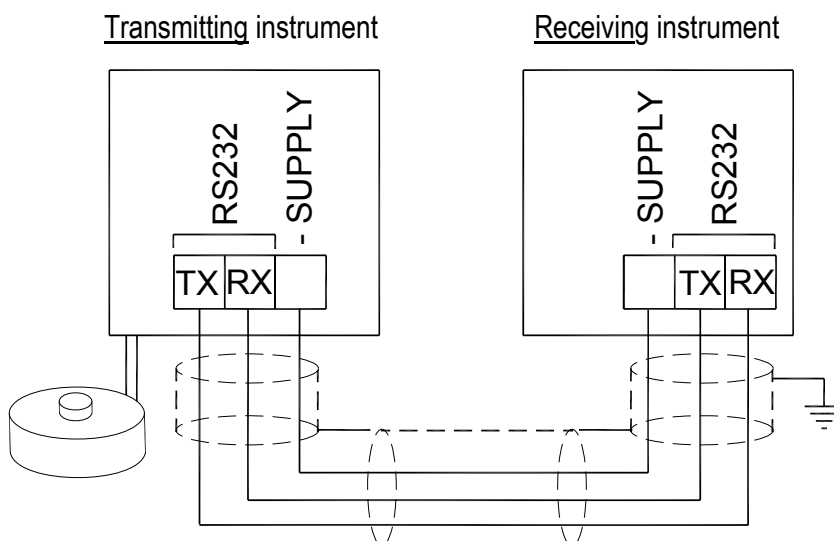 Transmitting instrument
Receiving instrument
RS232
- SUPPLY
TX RX
- SUPPLY
RS232
TX RX